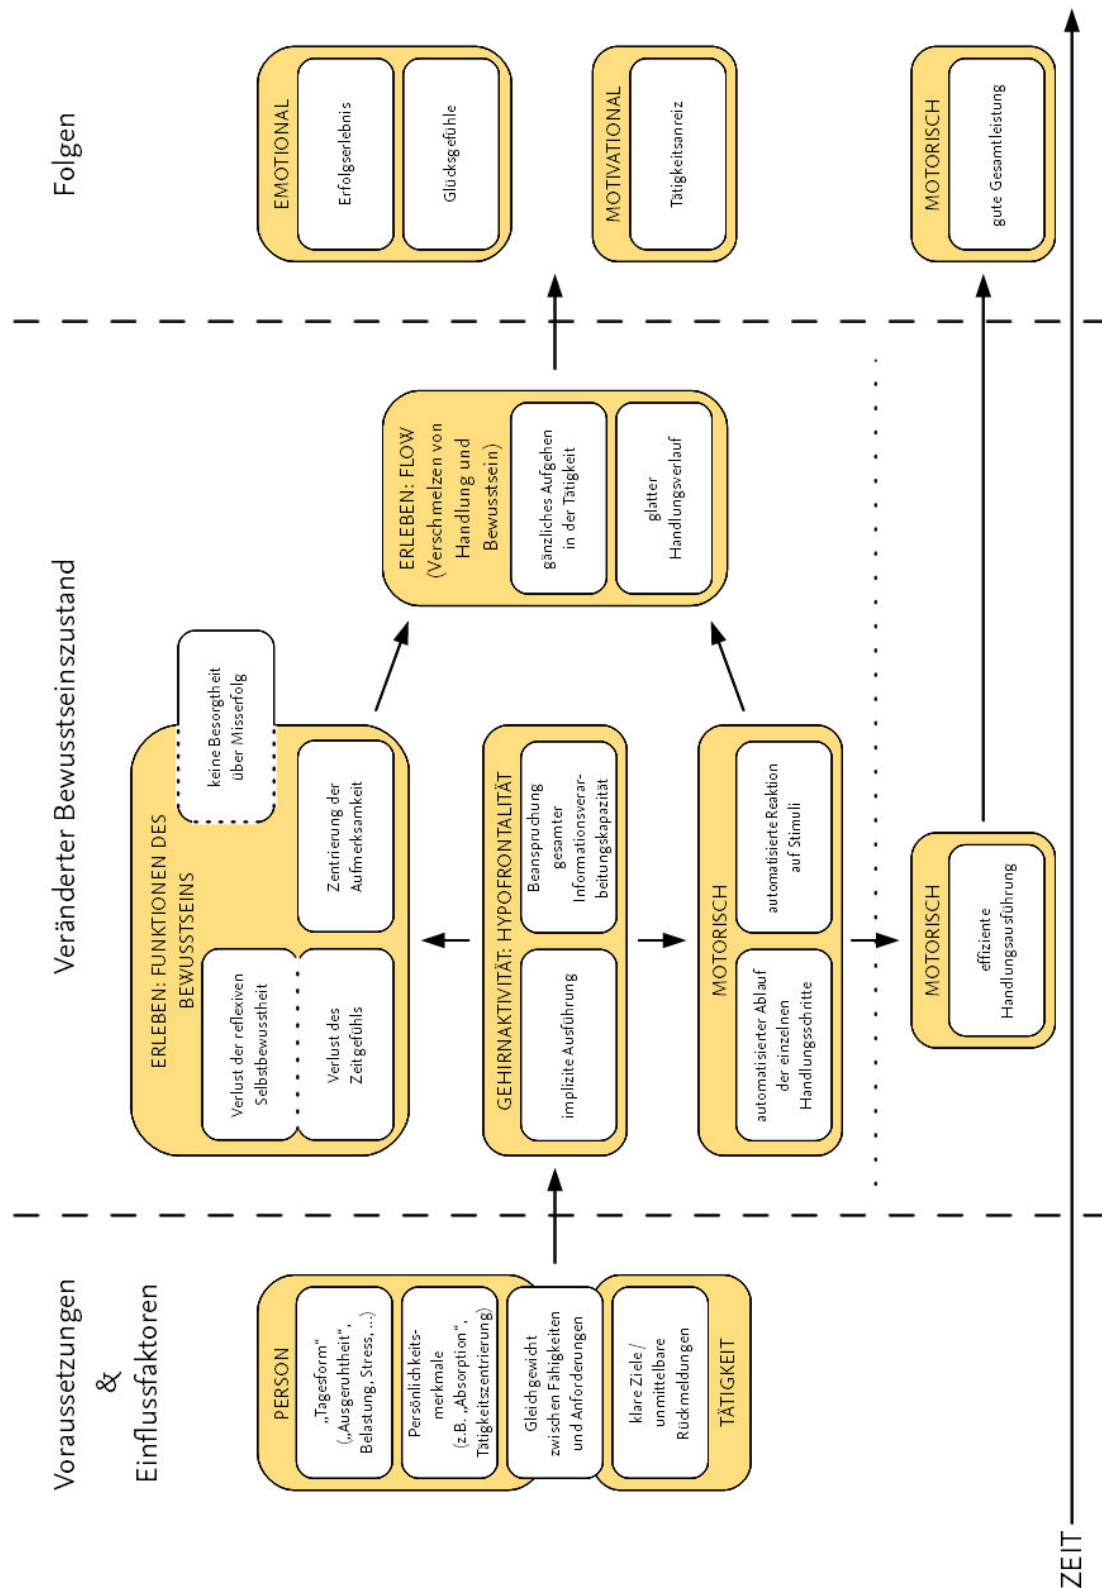 Voraussetzungen
&
Einflussfaktoren
PERSON
„Tagesform“
(„Ausgeruhtheit“,
Belastung, Stress, ...)
Persönlichkeits-
merkmale
(z.B. „Absorption“,
Tätigkeitszentrierung)
Gleichgewicht
zwischen Fähigkeiten
und Anforderungen
klare Ziele /
unmittelbare
Rückmeldungen
TÄTIGKEIT
Veränderter Bewusstseinszustand
ERLEBEN: FUNKTIONEN DES
BEWUSSTSEINS
Verlust der reflexiven
Selbstbewusstheit
Verlust des
Zeitgefühls
keine Besorgtheit
über Misserfolg
Zentrierung der
Aufmerksamkeit
GEHIRNAKTIVITÄT: HYPOFRONTALITÄT
implizite Ausführung
Beanspruchung
gesamter
Informationsverar-
beitungskapazität
MOTORISCH
automatisierter Ablauf
der einzelnen
Handlungsschritte
automatisierte Reaktion
auf Stimuli
MOTORISCH
effiziente
Handlungsausführung
ERLEBEN: FLOW
(Verschmelzen von
Handlung und
Bewusstsein)
gänzliches Aufgehen
in der Tätigkeit
glatter
Handlungsverlauf
Folgen
EMOTIONAL
Erfolgserlebnis
Glücksgefühle
MOTIVATIONAL
Tätigkeitsanreiz
MOTORISCH
gute Gesamtleistung
ZEIT